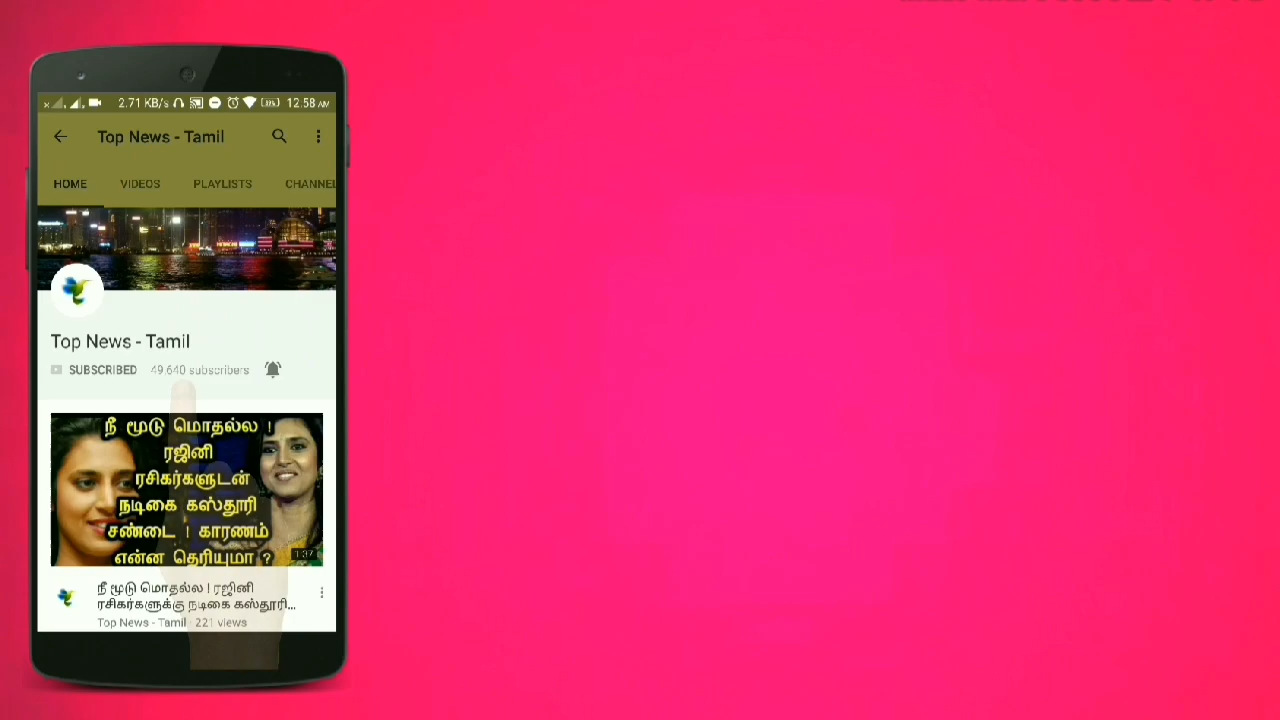 2.71 KB/s 12:58 AM
Top News - Tamil
HOME VIDEOS PLAYLISTS CHANNEL
Top News - Tamil
SUBSCRIBED 49,640 subscribers
நீ மூடு மொதல்ல !
ரஜினி
ரசிகர்களுடன்
நடிகை கஸ்தூரி
சண்டை ! காரணம்
என்ன தெரியுமா ?
1:37
நீ மூடு மொதல்ல ! ரஜினி
ரசிகர்களுக்கு நடிகை கஸ்தூரி...
Top News - Tamil · 221 views